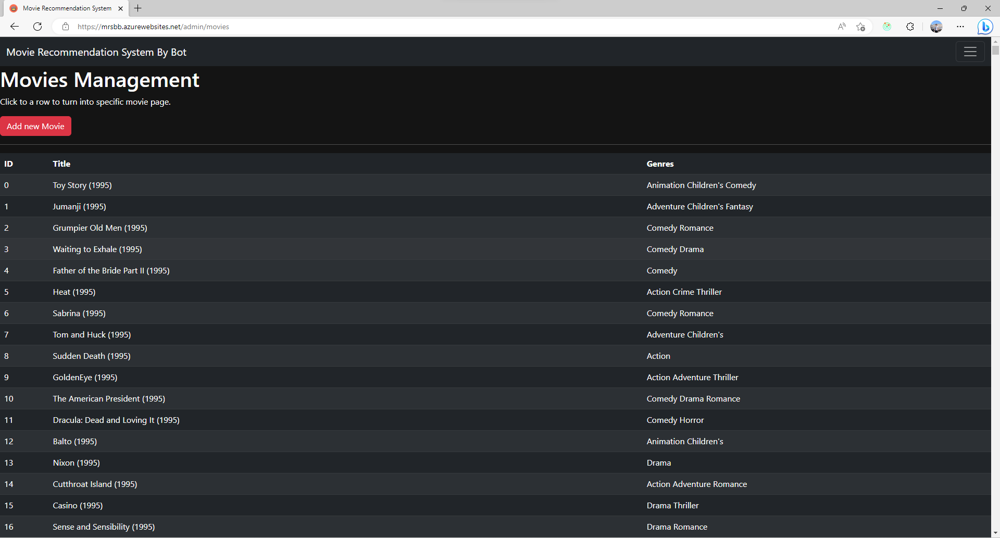 Movie Recommendation System
https://mrsbb.azurewebsites.net/admin/movies
Movie Recommendation System By Bot
Movies Management
Click to a row to turn into specific movie page.
Add new Movie
ID Title Genres
0 Toy Story (1995) Animation Children's Comedy
1 Jumanji (1995) Adventure Children's Fantasy
2 Grumpier Old Men (1995) Comedy Romance
3 Waiting to Exhale (1995) Comedy Drama
4 Father of the Bride Part II (1995) Comedy
5 Heat (1995) Action Crime Thriller
6 Sabrina (1995) Comedy Romance
7 Tom and Huck (1995) Adventure Children's
8 Sudden Death (1995) Action
9 GoldenEye (1995) Action Adventure Thriller
10 The American President (1995) Comedy Drama Romance
11 Dracula: Dead and Loving It (1995) Comedy Horror
12 Balto (1995) Animation Children's
13 Nixon (1995) Drama
14 Cutthroat Island (1995) Action Adventure Romance
15 Casino (1995) Drama Thriller
16 Sense and Sensibility (1995) Drama Romance